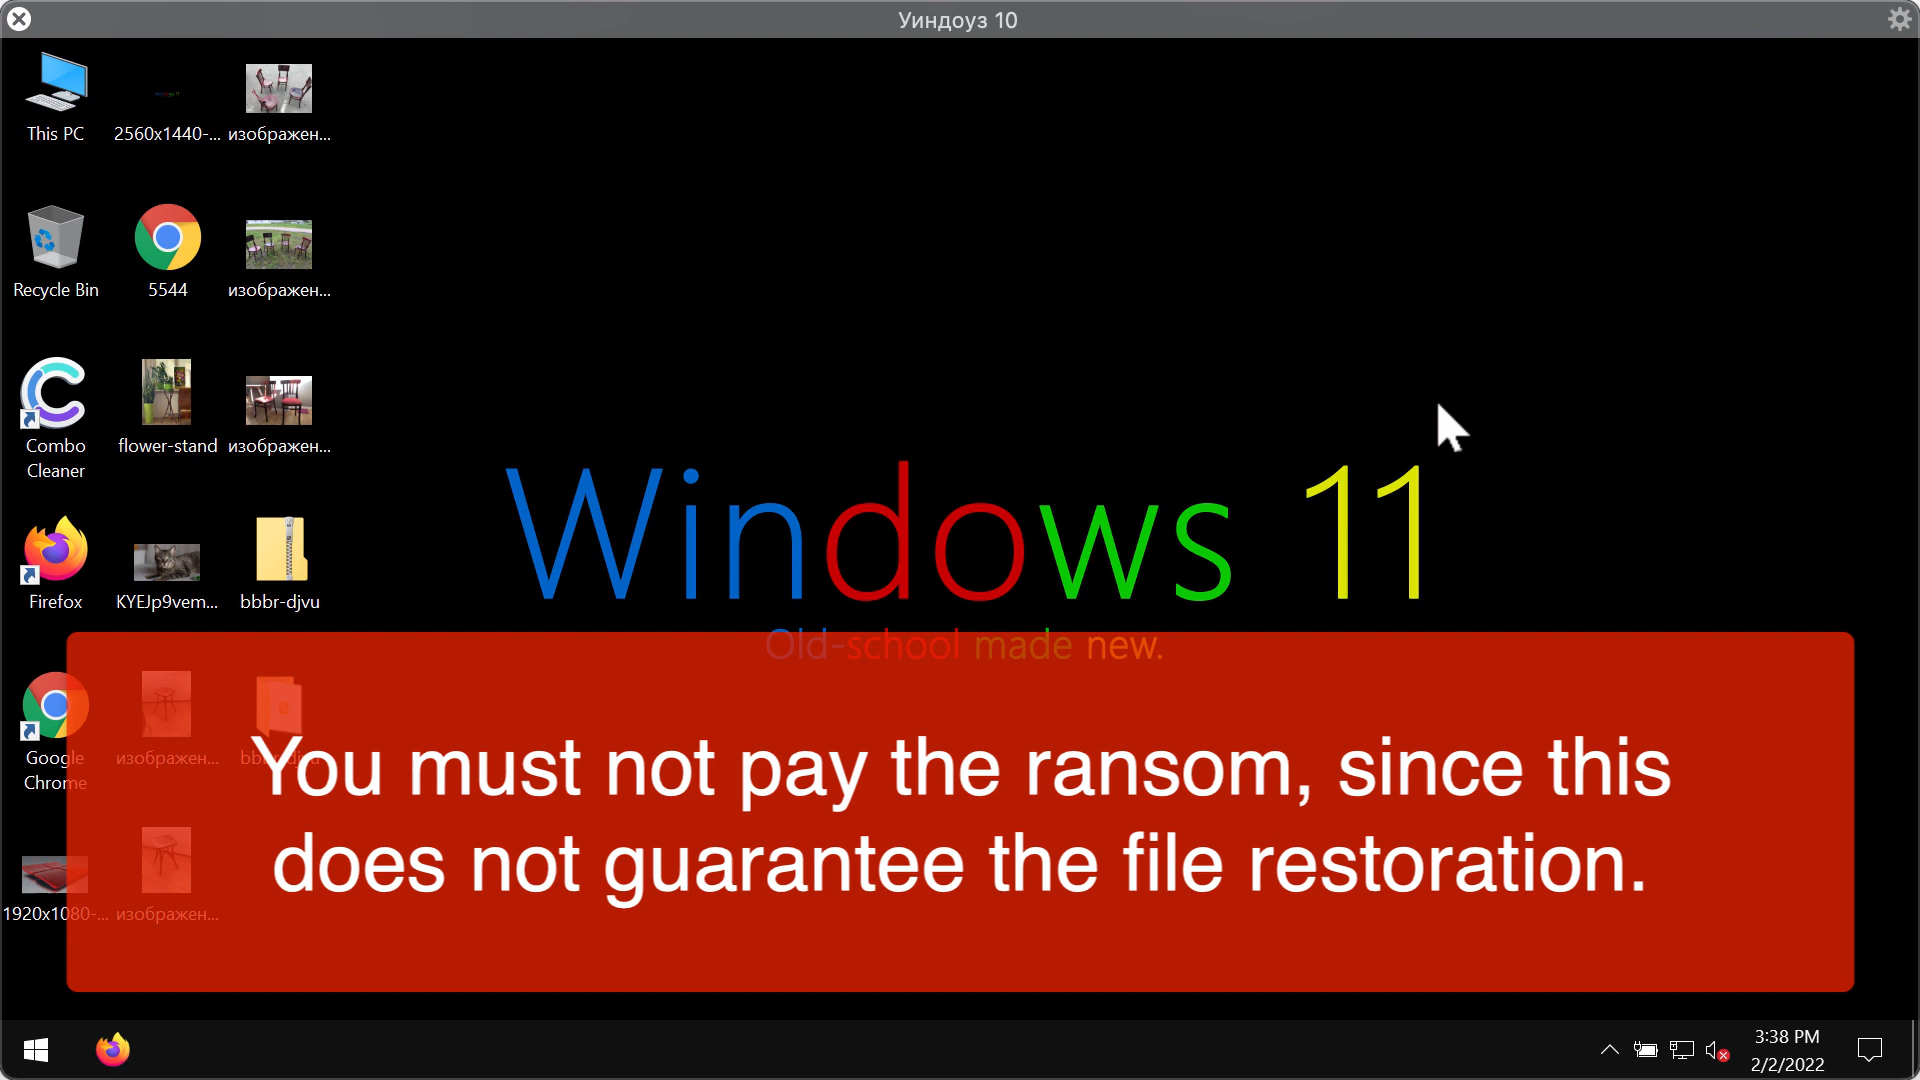 Уиндоуз 10
This PC
2560x1440-...
изображен...
Recycle Bin
5544
изображен...
Combo
Cleaner
flower-stand
изображен...
Firefox
KYEJp9vem...
bbbr-djvu
Windows 11
Old-school made new.
Google
Chrome
изображен...
You must not pay the ransom, since this
does not guarantee the file restoration.
1920x1080-...
изображен...
3:38 PM
2/2/2022